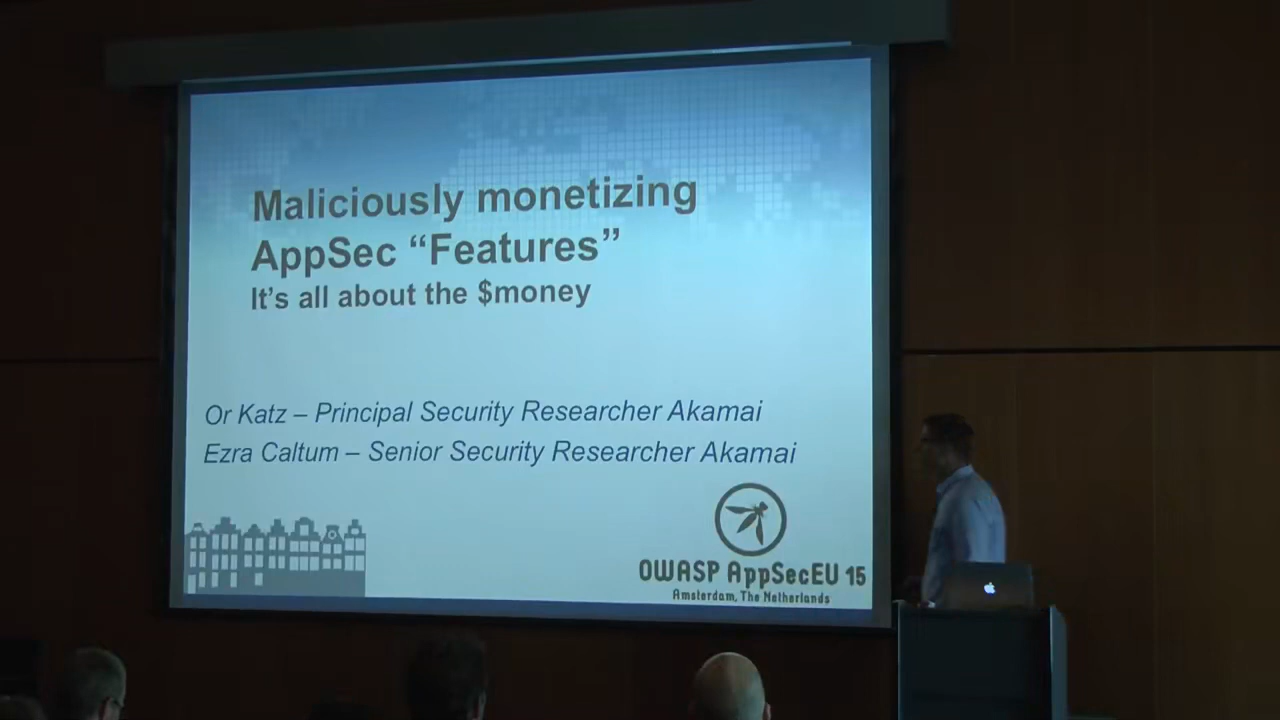 Maliciously monetizing
AppSec “Features”
It's all about the $money
Or Katz – Principal Security Researcher Akamai
Ezra Caltum – Senior Security Researcher Akamai
OWASP AppSecEU 15
Amsterdam, The Netherlands